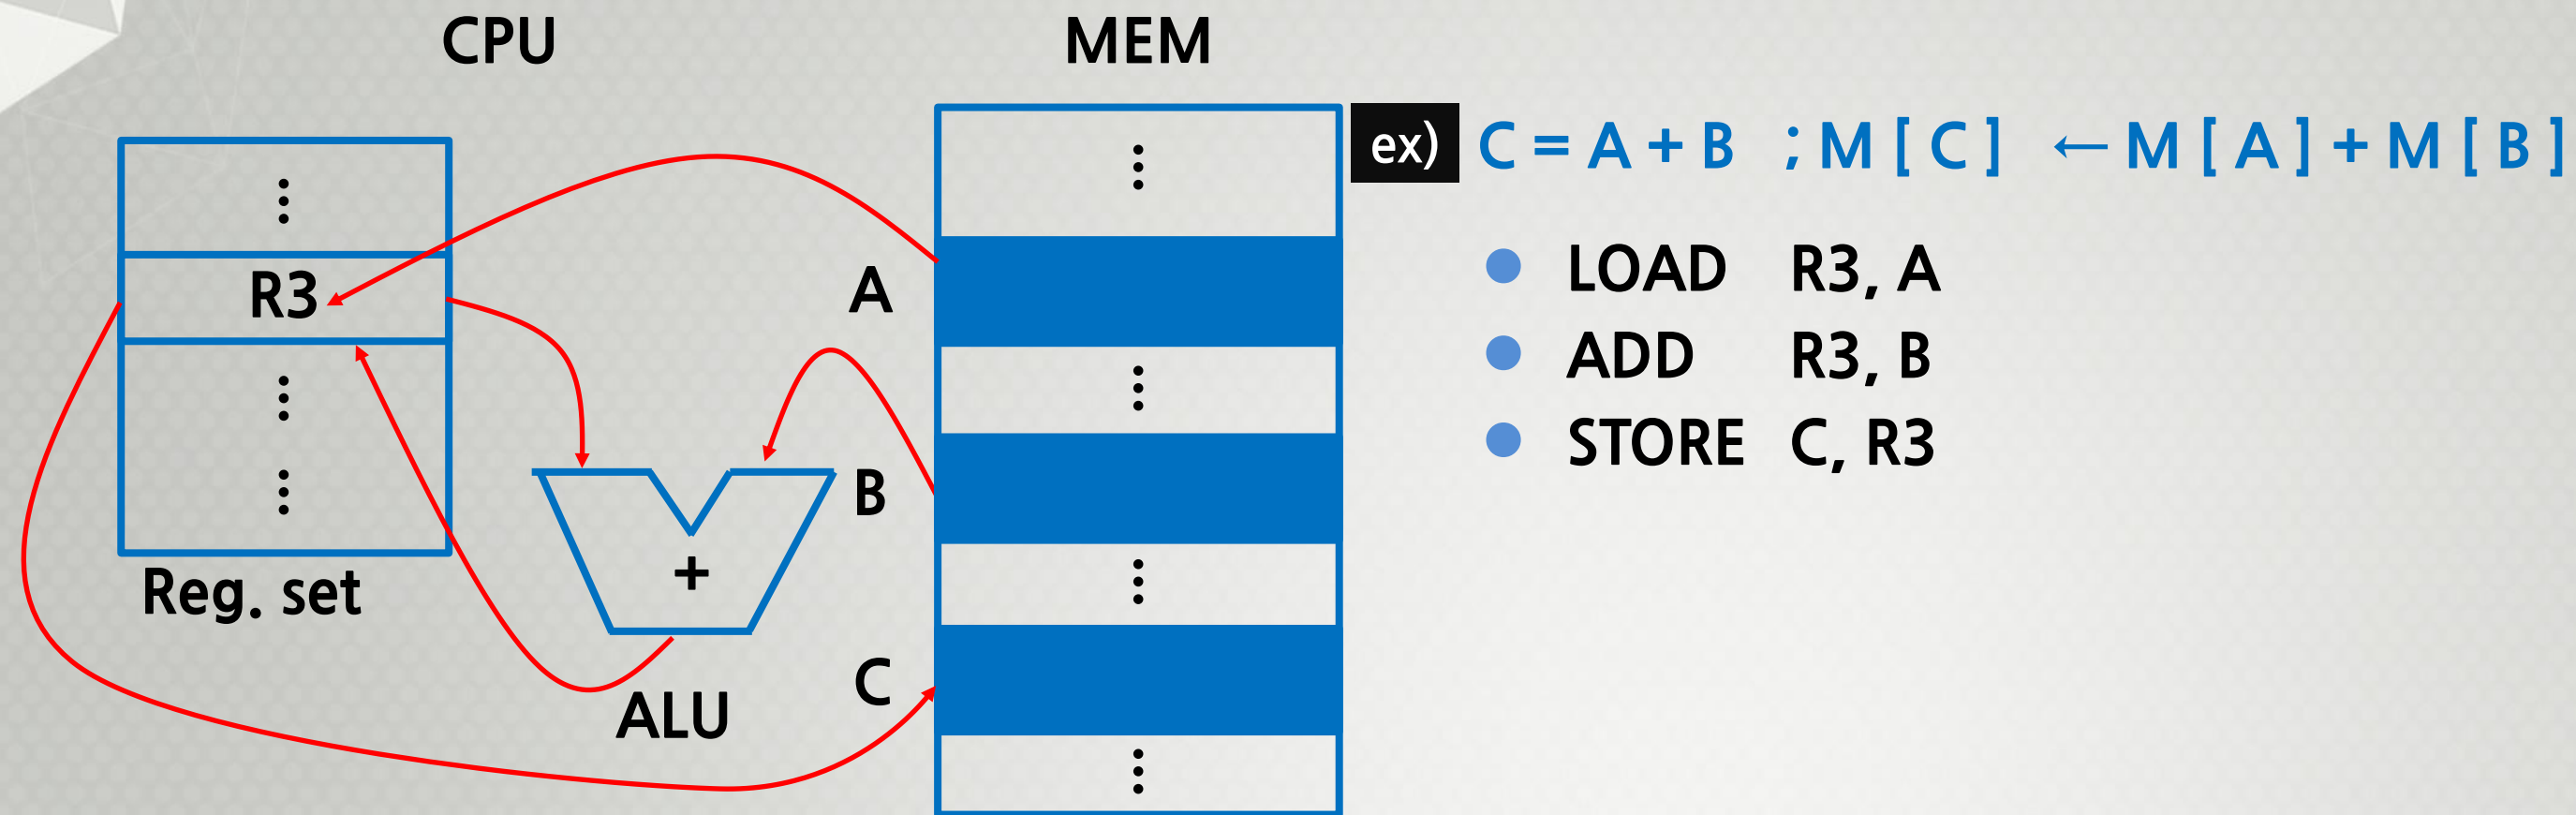 CPU
MEM
ex) C = A + B ; M [ C ] ← M [ A ] + M [ B ]
⋮
⋮
R3
A
LOAD R3, A
ADD R3, B
STORE C, R3
⋮
⋮
⋮
B
+
⋮
Reg. set
C
ALU
⋮